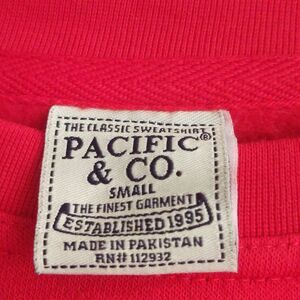 THE CLASSIC SWEATSHIRT
PACIFIC®
& CO.
SMALL
THE FINEST GARMENT
ESTABLISHED 1995
MADE IN PAKISTAN
RN# 112932